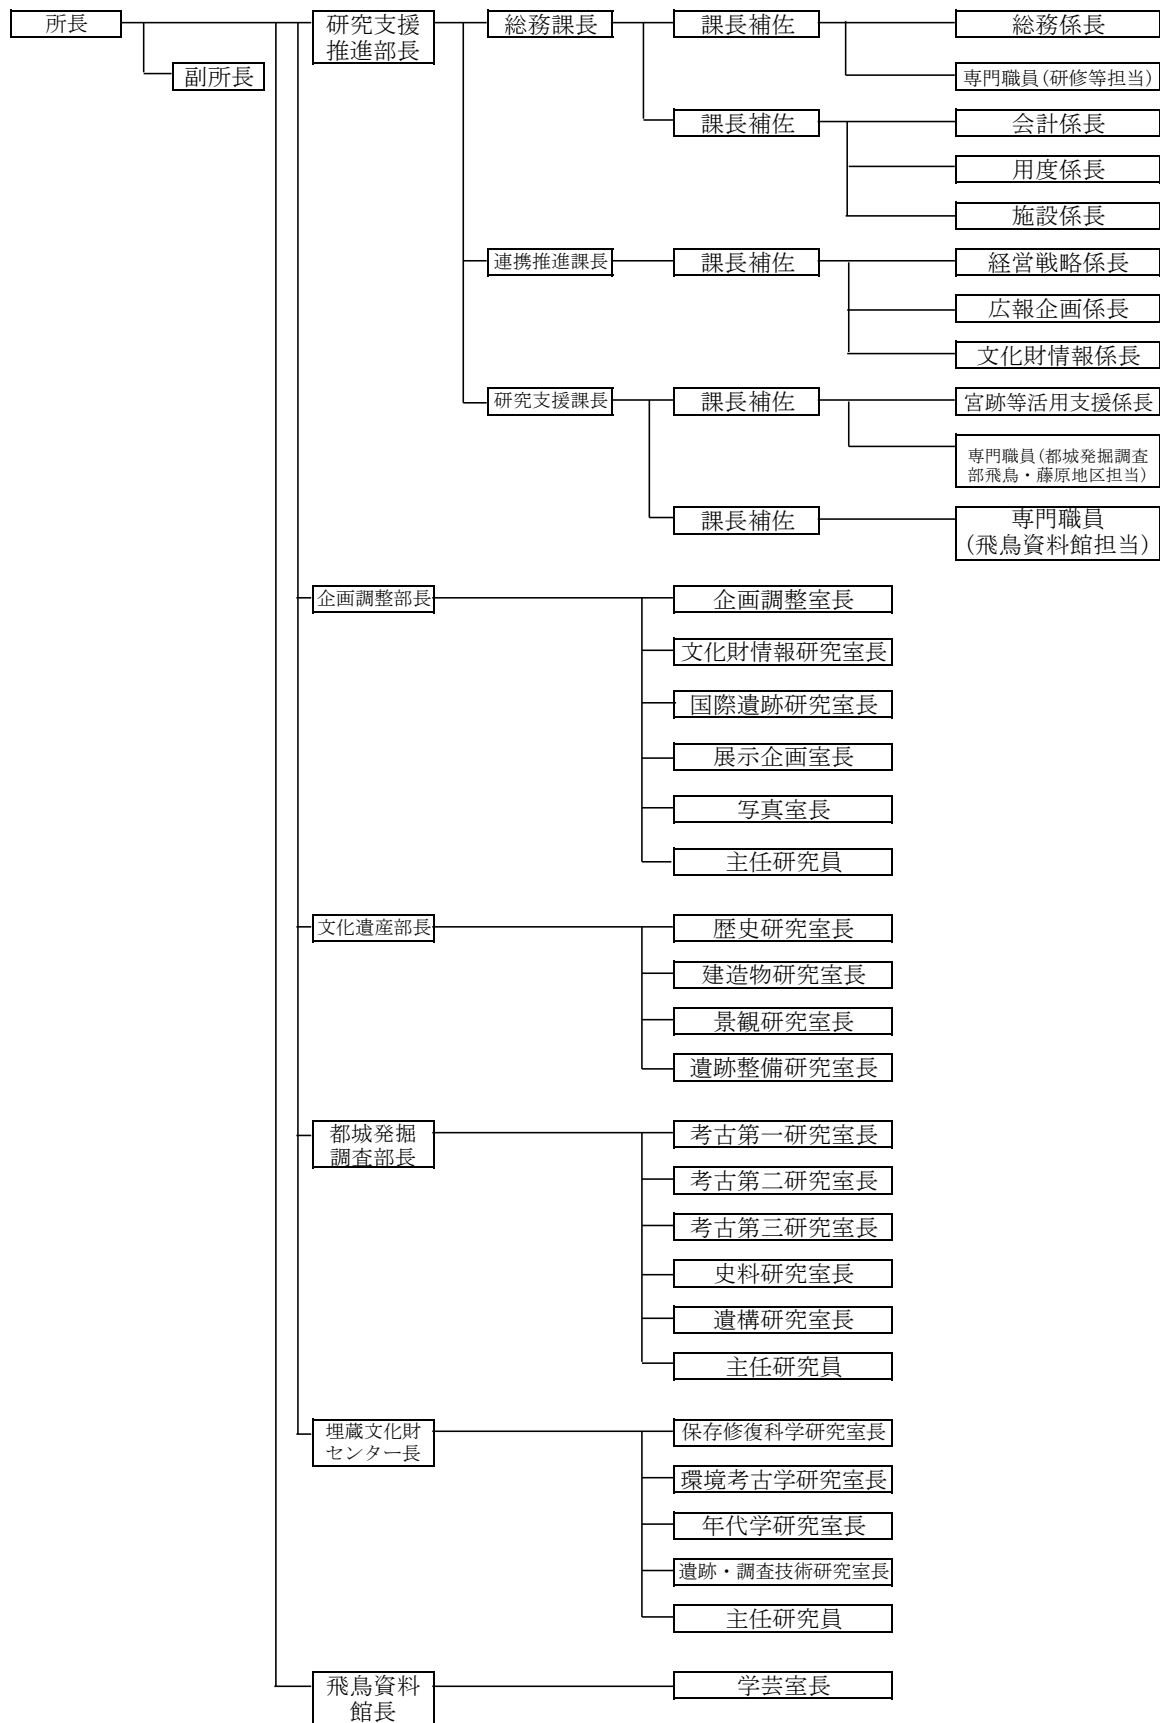 所長
副所長
研究支援
推進部長
総務課長
課長補佐
総務係長
専門職員(研修等担当)
課長補佐
会計係長
用度係長
施設係長
連携推進課長
課長補佐
経営戦略係長
広報企画係長
文化財情報係長
研究支援課長
課長補佐
宮跡等活用支援係長
専門職員(都城発掘調査
部飛鳥・藤原地区担当)
課長補佐
専門職員
(飛鳥資料館担当)
企画調整部長
企画調整室長
文化財情報研究室長
国際遺跡研究室長
展示企画室長
写真室長
主任研究員
文化遺産部長
歴史研究室長
建造物研究室長
景観研究室長
遺跡整備研究室長
都城発掘
調査部長
考古第一研究室長
考古第二研究室長
考古第三研究室長
史料研究室長
遺構研究室長
主任研究員
埋蔵文化財
センター長
保存修復科学研究室長
環境考古学研究室長
年代学研究室長
遺跡・調査技術研究室長
主任研究員
飛鳥資料
館長
学芸室長